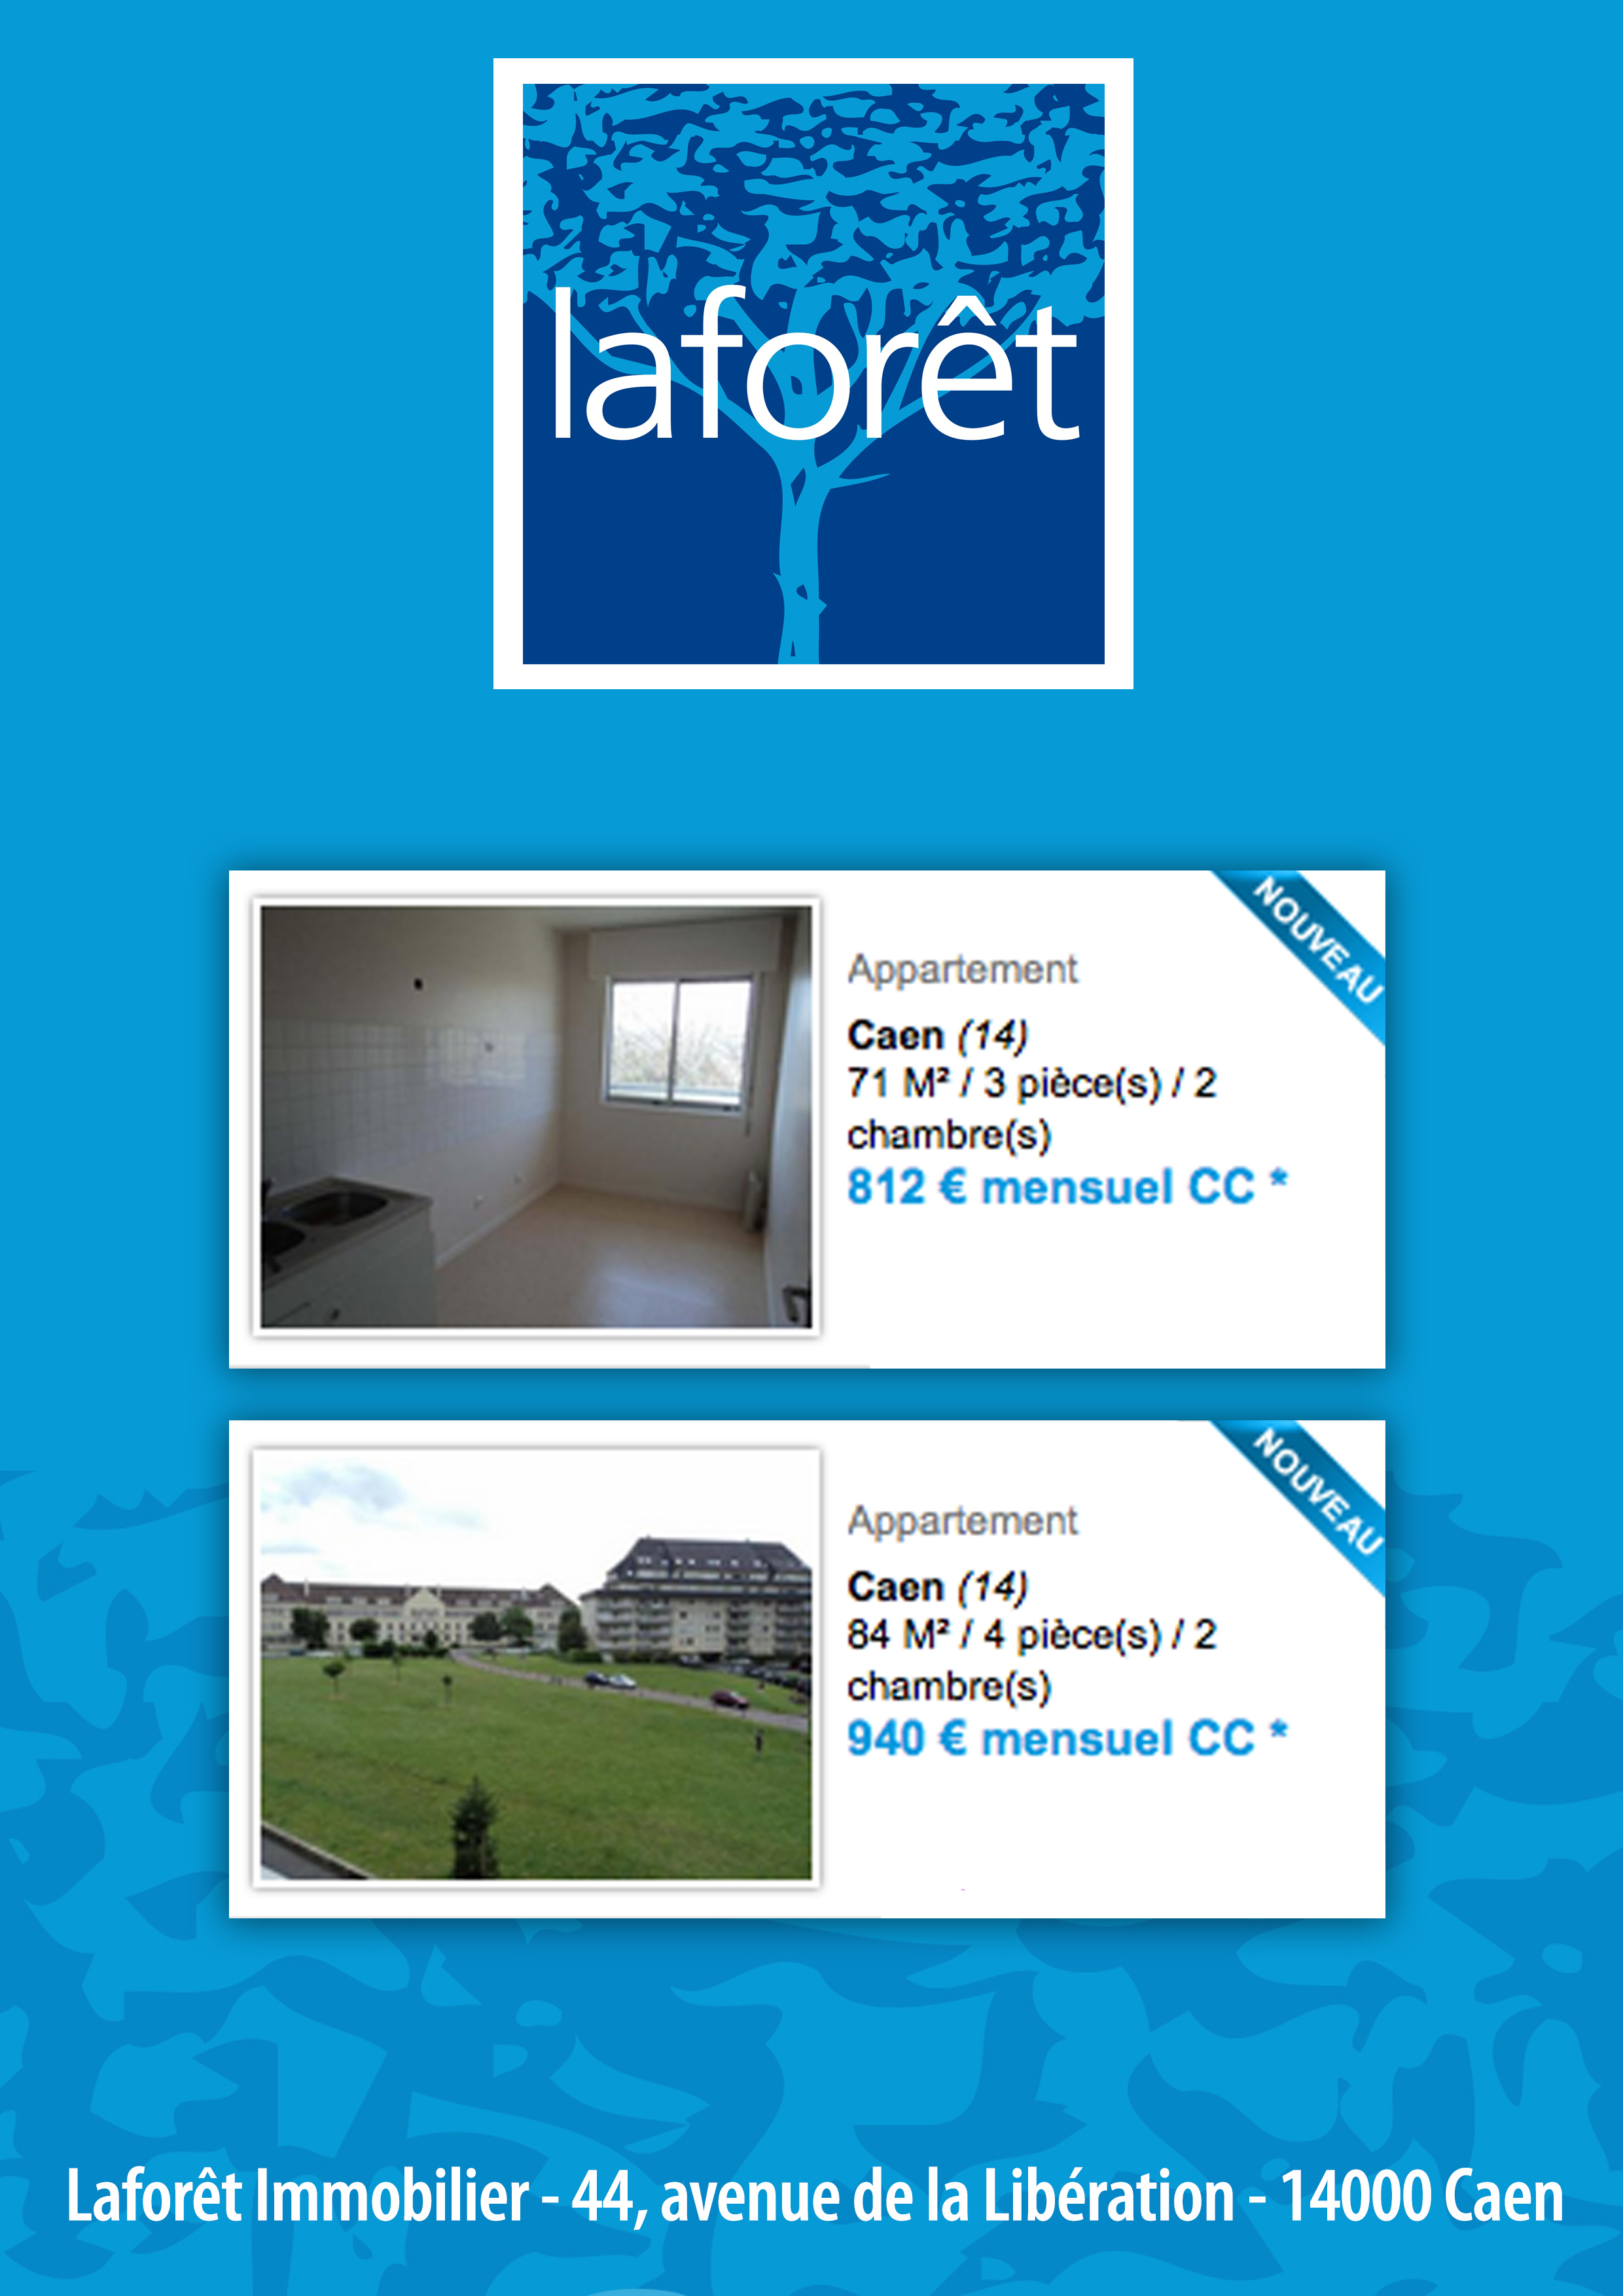 laforêt
NOUVEAU
Appartement
Caen (14)
71 M² / 3 pièce(s) / 2
chambre(s)
812 € mensuel CC *
NOUVEAU
Appartement
Caen (14)
84 M² / 4 pièce(s) / 2
chambre(s)
940 € mensuel CC *
Laforêt Immobilier - 44, avenue de la Libération - 14000 Caen